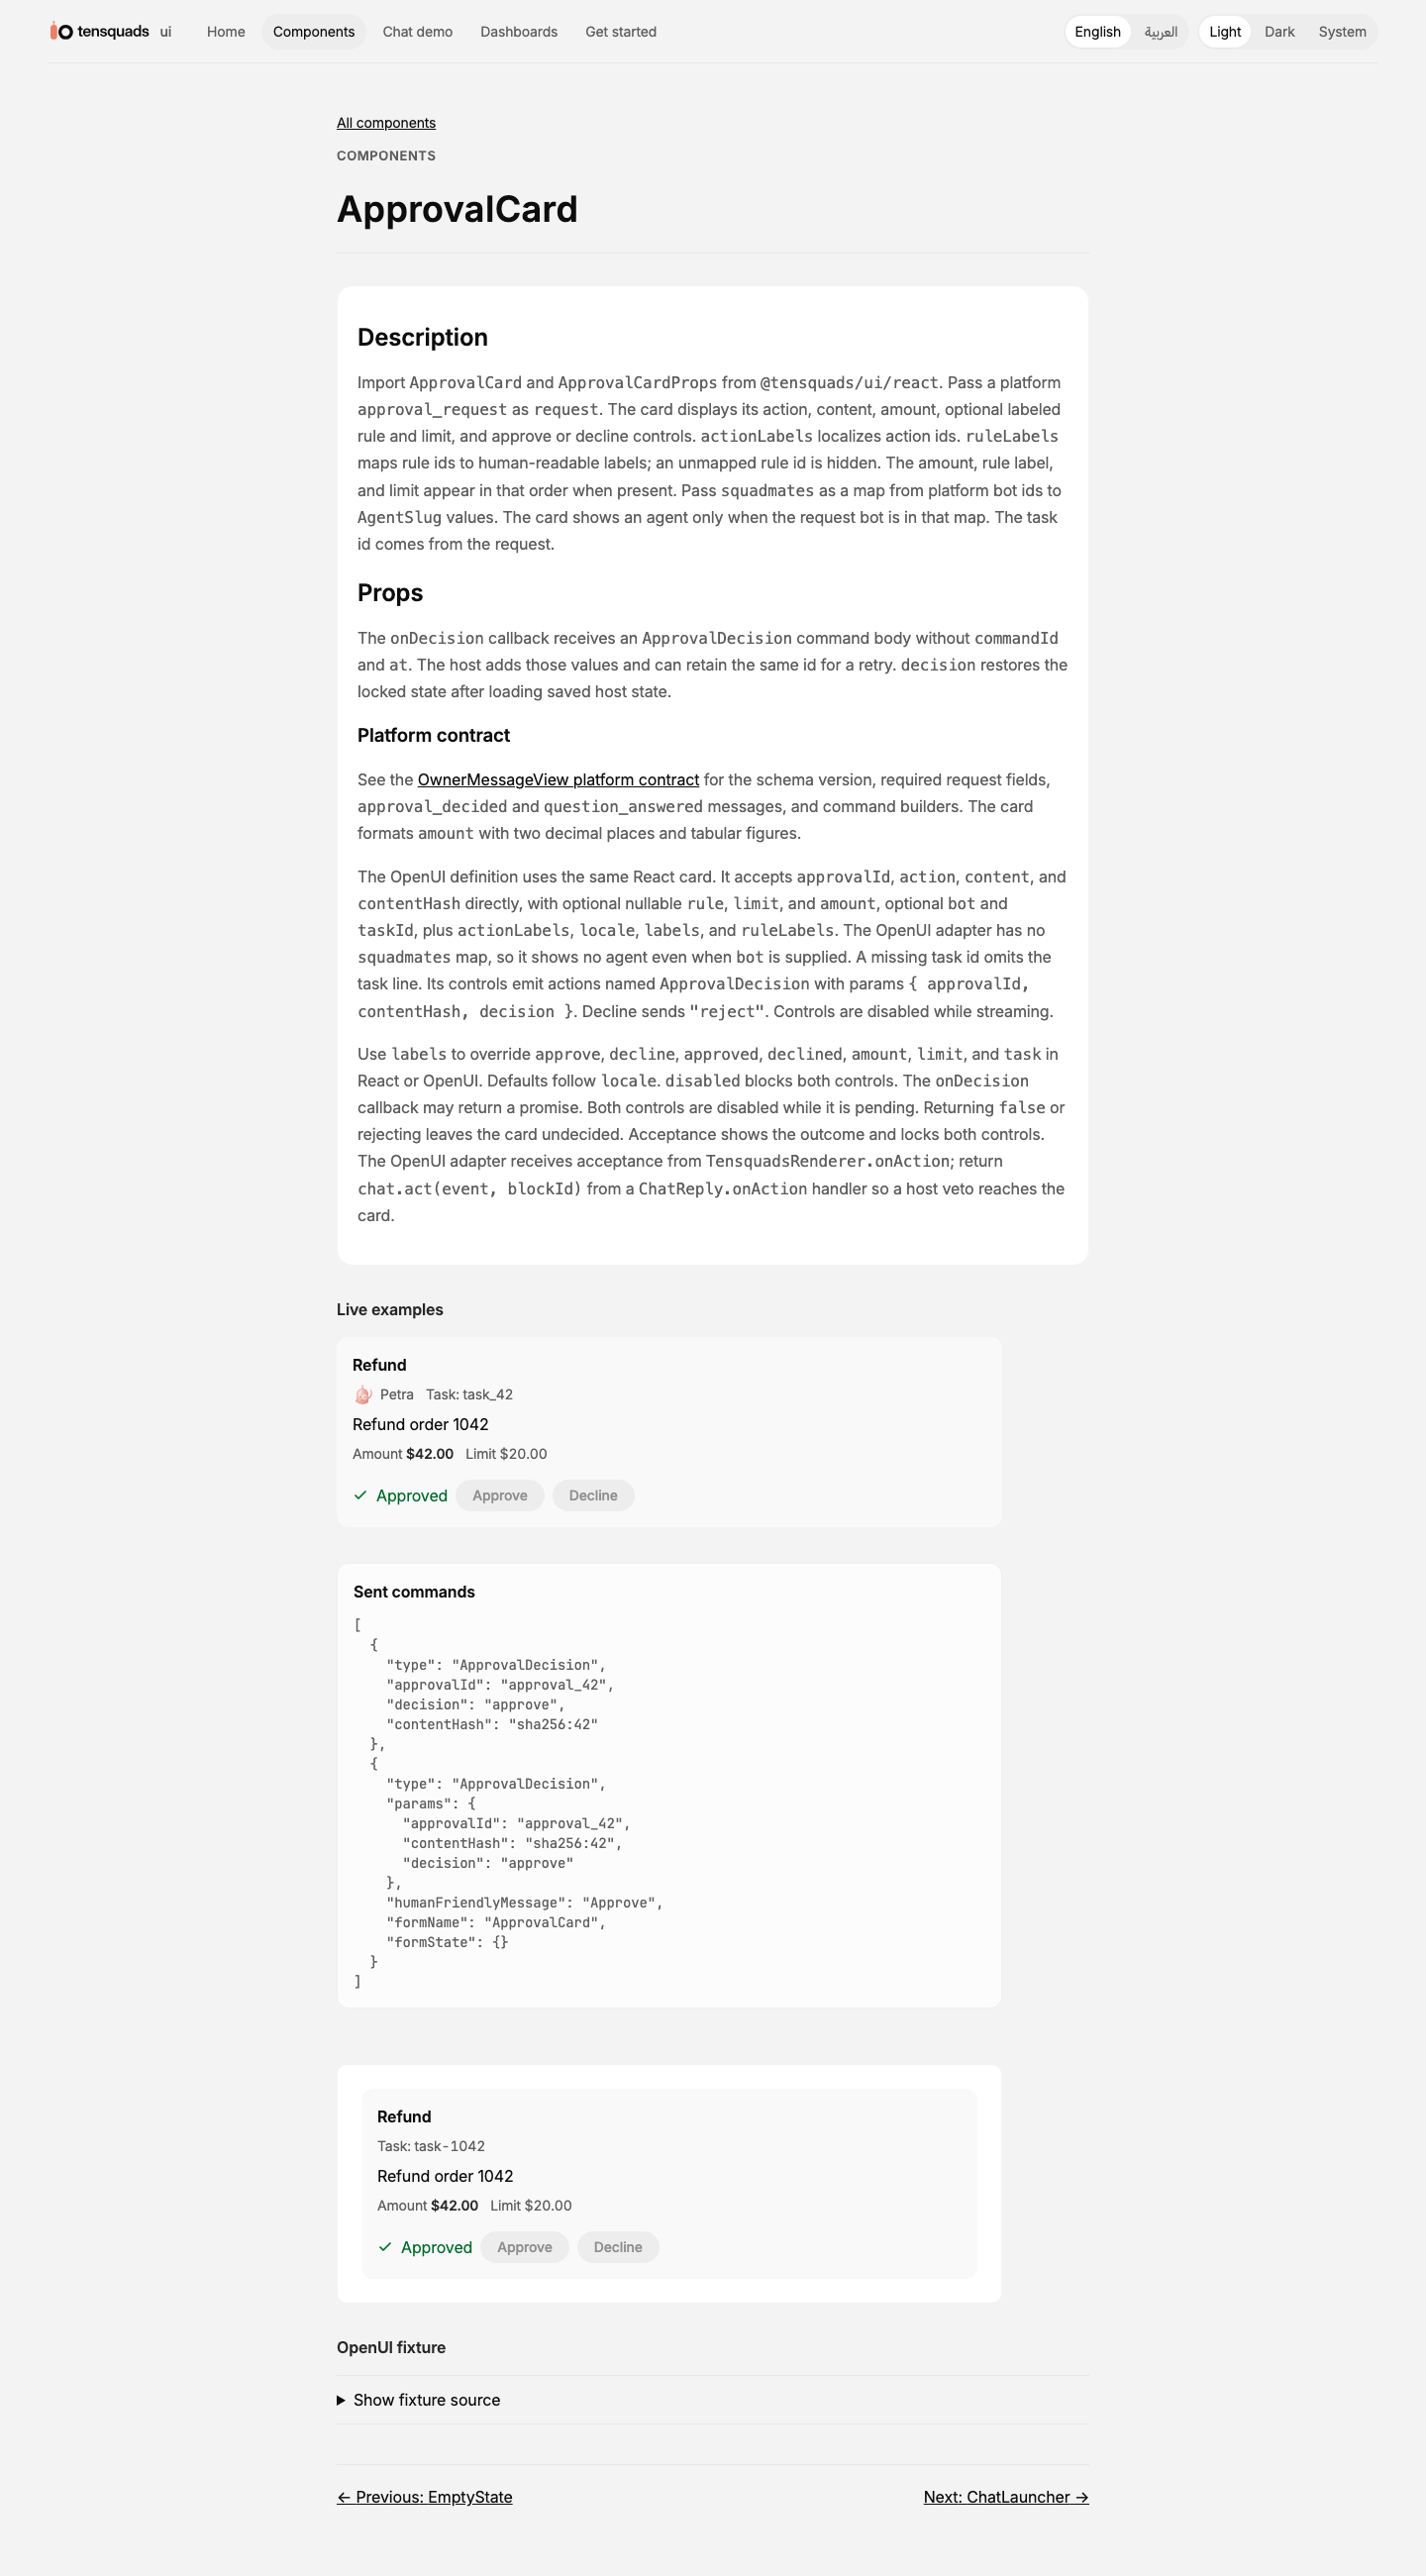 tensquads ui Home Components Chat demo Dashboards Get started English العربية Light Dark System
All components
COMPONENTS
ApprovalCard
Description
Import ApprovalCard and ApprovalCardProps from @tensquads/ui/react. Pass a platform
approval_request as request. The card displays its action, content, amount, optional labeled
rule and limit, and approve or decline controls. actionLabels localizes action ids. ruleLabels
maps rule ids to human-readable labels; an unmapped rule id is hidden. The amount, rule label,
and limit appear in that order when present. Pass squadmates as a map from platform bot ids to
AgentSlug values. The card shows an agent only when the request bot is in that map. The task
id comes from the request.
Props
The onDecision callback receives an ApprovalDecision command body without commandId
and at. The host adds those values and can retain the same id for a retry. decision restores the
locked state after loading saved host state.
Platform contract
See the OwnerMessageView platform contract for the schema version, required request fields,
approval_decided and question_answered messages, and command builders. The card
formats amount with two decimal places and tabular figures.
The OpenUI definition uses the same React card. It accepts approvalId, action, content, and
contentHash directly, with optional nullable rule, limit, and amount, optional bot and
taskId, plus actionLabels, locale, labels, and ruleLabels. The OpenUI adapter has no
squadmates map, so it shows no agent even when bot is supplied. A missing task id omits the
task line. Its controls emit actions named ApprovalDecision with params { approvalId,
contentHash, decision }. Decline sends "reject". Controls are disabled while streaming.
Use labels to override approve, decline, approved, declined, amount, limit, and task in
React or OpenUI. Defaults follow locale. disabled blocks both controls. The onDecision
callback may return a promise. Both controls are disabled while it is pending. Returning false or
rejecting leaves the card undecided. Acceptance shows the outcome and locks both controls.
The OpenUI adapter receives acceptance from TensquadsRenderer.onAction; return
chat.act(event, blockId) from a ChatReply.onAction handler so a host veto reaches the
card.
Live examples
Refund
Petra Task: task_42
Refund order 1042
Amount $42.00 Limit $20.00
✓ Approved Approve Decline
Sent commands
[
  {
    "type": "ApprovalDecision",
    "approvalId": "approval_42",
    "decision": "approve",
    "contentHash": "sha256:42"
  },
  {
    "type": "ApprovalDecision",
    "params": {
      "approvalId": "approval_42",
      "contentHash": "sha256:42",
      "decision": "approve"
    },
    "humanFriendlyMessage": "Approve",
    "formName": "ApprovalCard",
    "formState": {}
  }
]
Refund
Task: task-1042
Refund order 1042
Amount $42.00 Limit $20.00
✓ Approved Approve Decline
OpenUI fixture
▶ Show fixture source
← Previous: EmptyState Next: ChatLauncher →